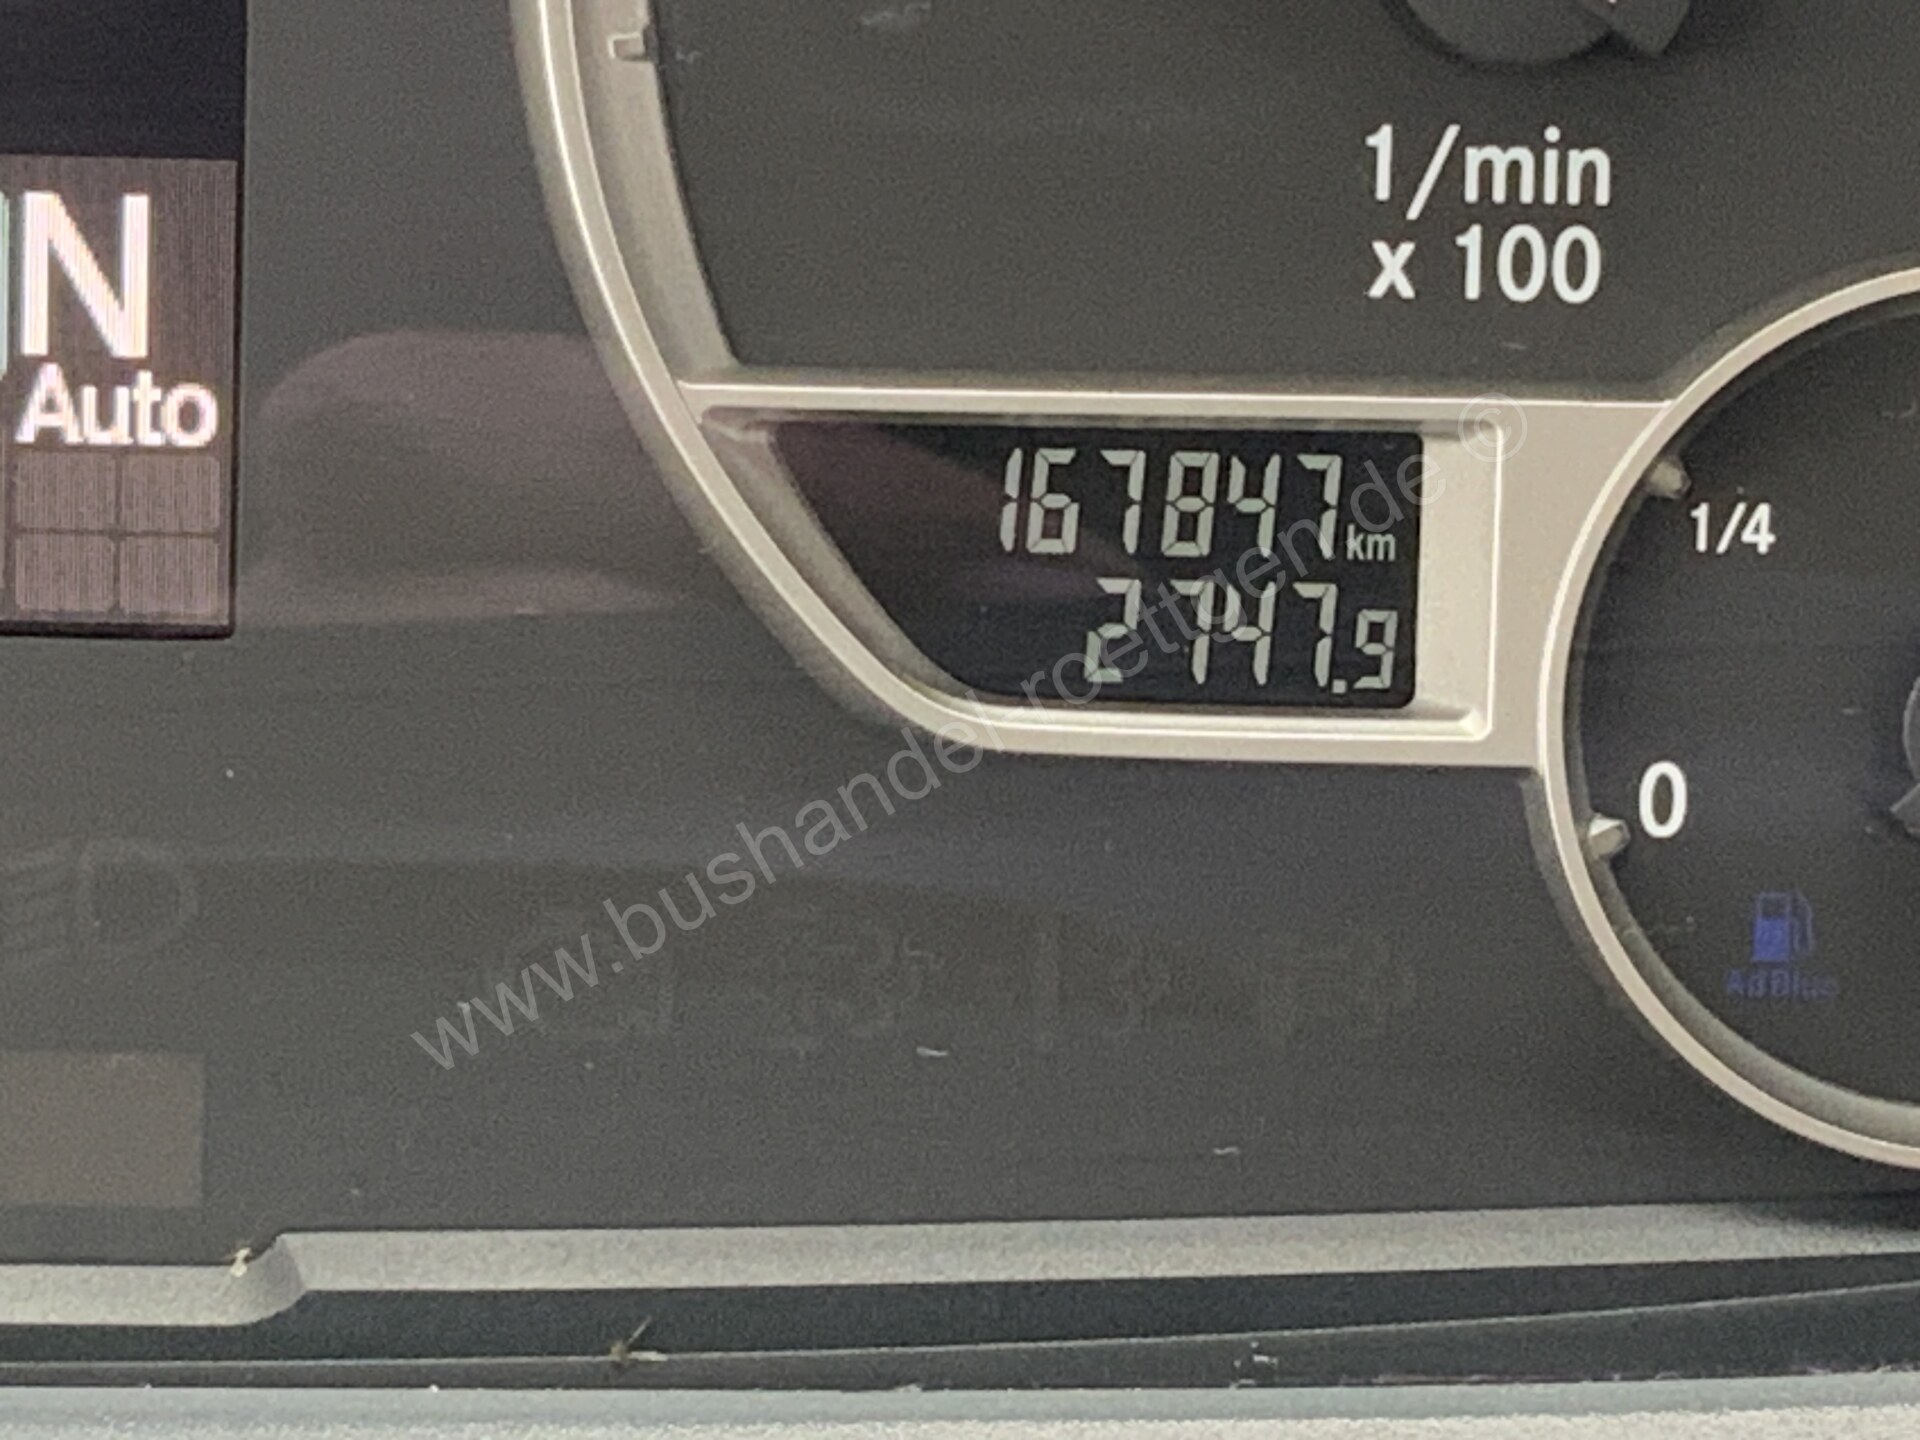 1/min
x 100
N
Auto
167847 km
2747.9
1/4
0
AdBlue
www.bushandel-roettgen.de ©